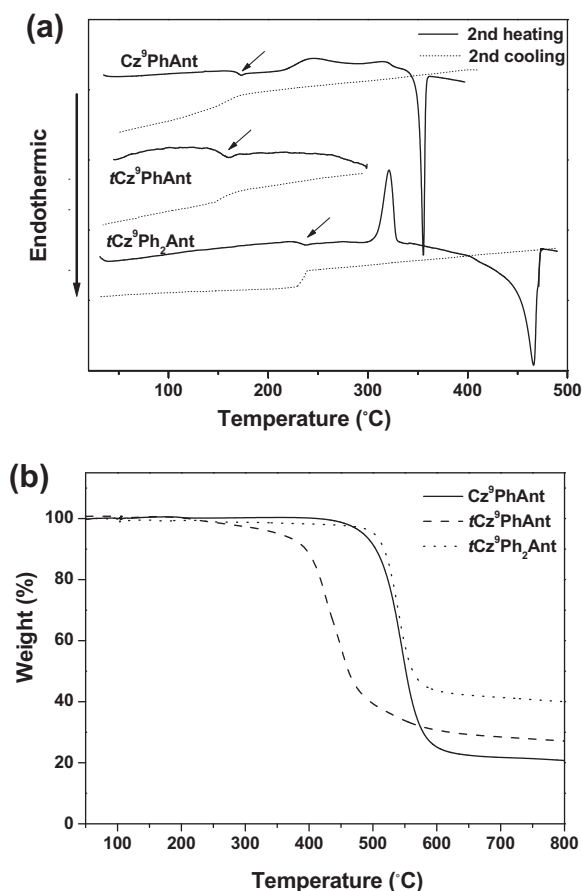 (a)
2nd heating
2nd cooling
Cz⁹PhAnt
tCz⁹PhAnt
tCz⁹Ph₂Ant
Endothermic
100 200 300 400 500
Temperature (°C)
(b)
Cz⁹PhAnt
tCz⁹PhAnt
tCz⁹Ph₂Ant
100
80
60
40
20
0
Weight (%)
100 200 300 400 500 600 700 800
Temperature (°C)